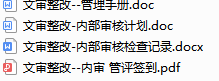 文审整改--管理手册.doc
文审整改-内部审核计划.doc
文审整改-内部审核检查记录.docx
文审整改--内审 管评签到.pdf